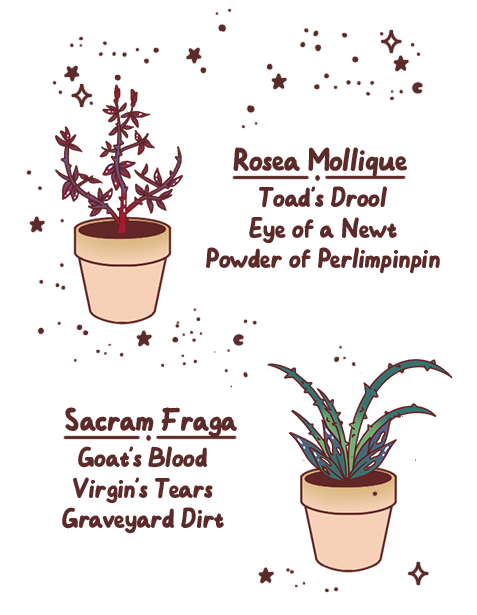 Rosea Mollique
Toad's Drool
Eye of a Newt
Powder of Perlimpinpin
Sacram Fraga
Goat's Blood
Virgin's Tears
Graveyard Dirt